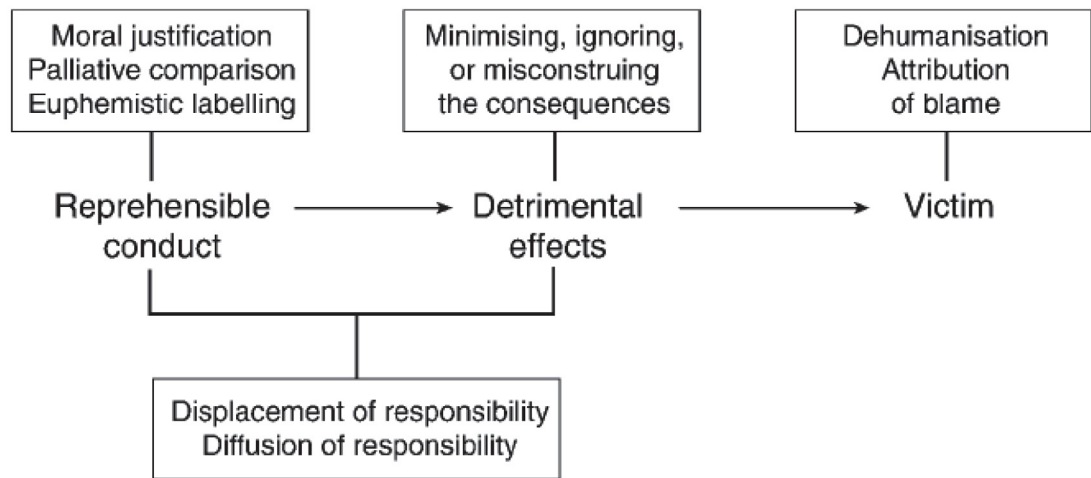 Moral justification
Palliative comparison
Euphemistic labelling
Minimising, ignoring,
or misconstruing
the consequences
Dehumanisation
Attribution
of blame
Reprehensible
conduct
Detrimental
effects
Victim
Displacement of responsibility
Diffusion of responsibility